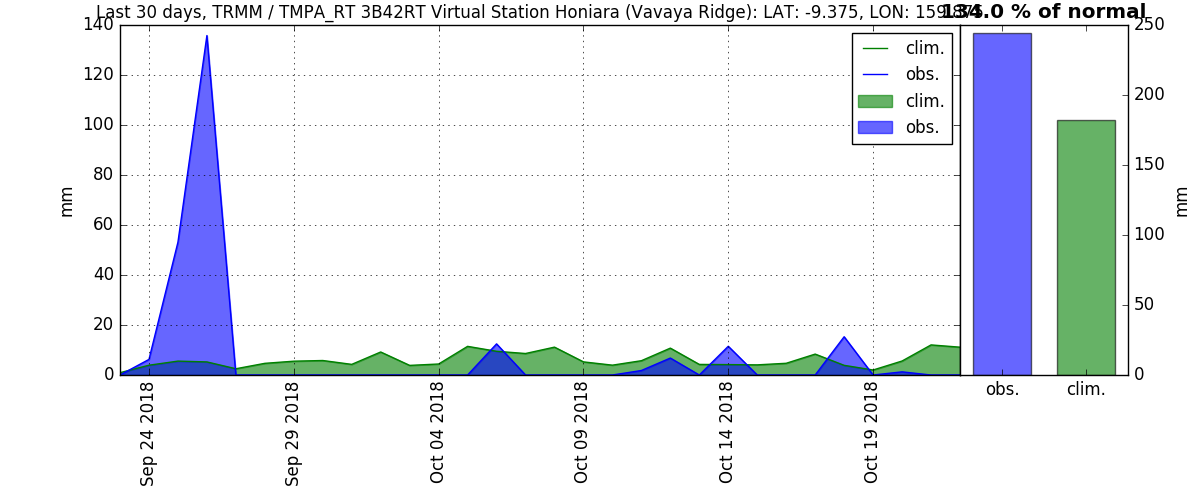 Last 30 days, TRMM / TMPA_RT 3B42RT Virtual Station Honiara (Vavaya Ridge): LAT: -9.375, LON:
134.0 % of normal
140
120
100
80
60
40
20
0
mm
clim.
obs.
clim.
obs.
Sep 24 2018
Sep 29 2018
Oct 04 2018
Oct 09 2018
Oct 14 2018
Oct 19 2018
250
200
150
100
50
0
mm
obs.
clim.